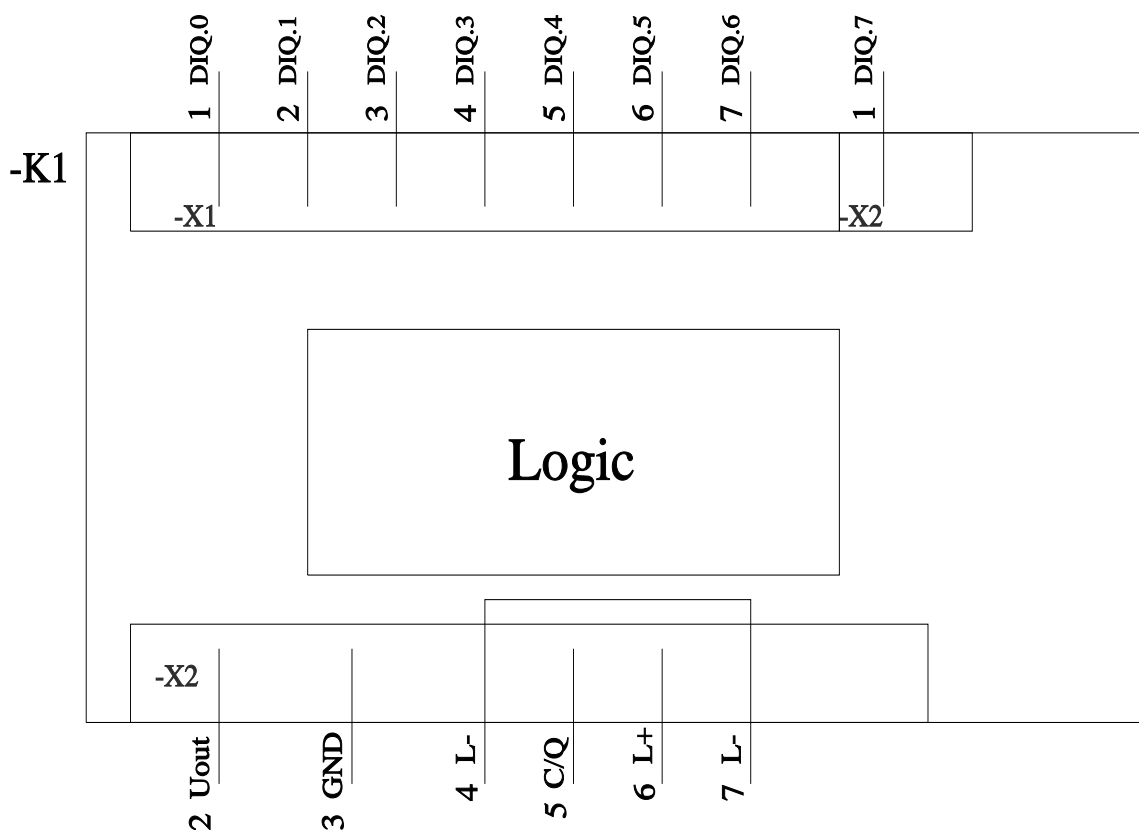 1 DIQ.0
2 DIQ.1
3 DIQ.2
4 DIQ.3
5 DIQ.4
6 DIQ.5
7 DIQ.6
1 DIQ.7
-K1
-X1
-X2
Logic
-X2
2 Uout
3 GND
4 L-
5 C/Q
6 L+
7 L-